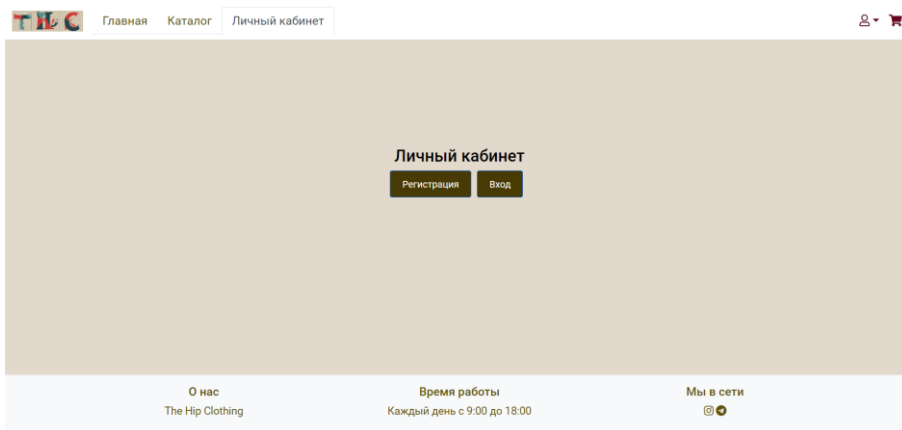 THC
Главная Каталог Личный кабинет
Личный кабинет
Регистрация Вход
О нас Время работы Мы в сети
The Hip Clothing Каждый день с 9:00 до 18:00